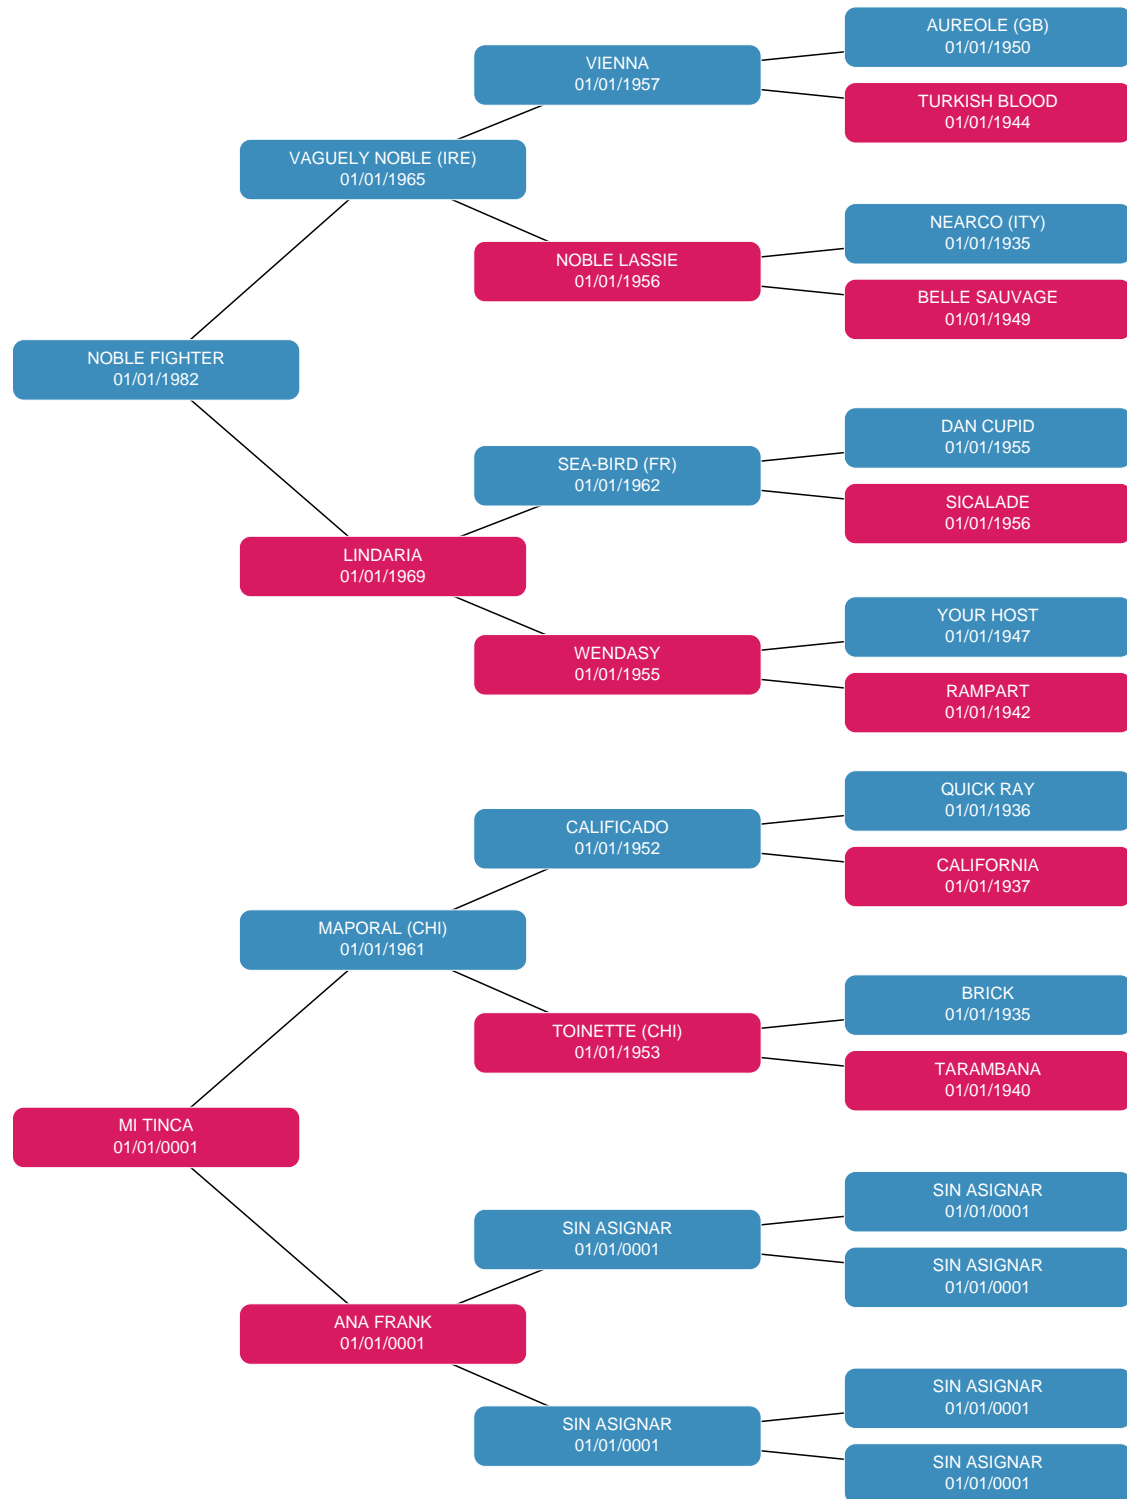 AUREOLE (GB)
01/01/1950
VIENNA
01/01/1957
TURKISH BLOOD
01/01/1944
VAGUELY NOBLE (IRE)
01/01/1965
NEARCO (ITY)
01/01/1935
NOBLE LASSIE
01/01/1956
BELLE SAUVAGE
01/01/1949
NOBLE FIGHTER
01/01/1982
DAN CUPID
01/01/1955
SEA-BIRD (FR)
01/01/1962
SICALADE
01/01/1956
LINDARIA
01/01/1969
YOUR HOST
01/01/1947
WENDASY
01/01/1955
RAMPART
01/01/1942
QUICK RAY
01/01/1936
CALIFICADO
01/01/1952
CALIFORNIA
01/01/1937
MAPORAL (CHI)
01/01/1961
BRICK
01/01/1935
TOINETTE (CHI)
01/01/1953
TARAMBANA
01/01/1940
MI TINCA
01/01/0001
SIN ASIGNAR
01/01/0001
SIN ASIGNAR
01/01/0001
SIN ASIGNAR
01/01/0001
ANA FRANK
01/01/0001
SIN ASIGNAR
01/01/0001
SIN ASIGNAR
01/01/0001
SIN ASIGNAR
01/01/0001